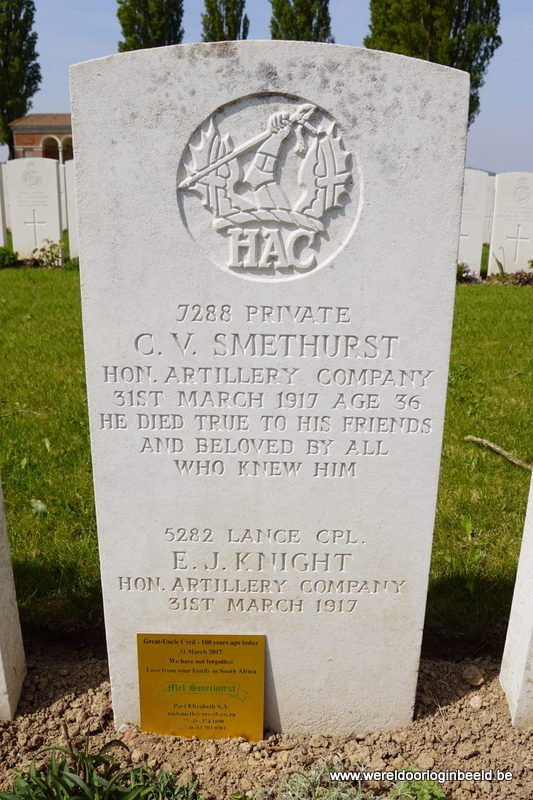 HAC
7288 PRIVATE
C. V. SMETHURST
HON. ARTILLERY COMPANY
31ST MARCH 1917 AGE 36
HE DIED TRUE TO HIS FRIENDS
AND BELOVED BY ALL
WHO KNEW HIM
5282 LANCE CPL.
E. J. KNIGHT
HON. ARTILLERY COMPANY
31ST MARCH 1917
Great-Uncle Cyril - 100 years ago today
31 March 2017
We have not forgotten
Love from your family in South Africa
Mel Smethurst
Port Elizabeth S.A.
www.wereldoorloginbeeld.be